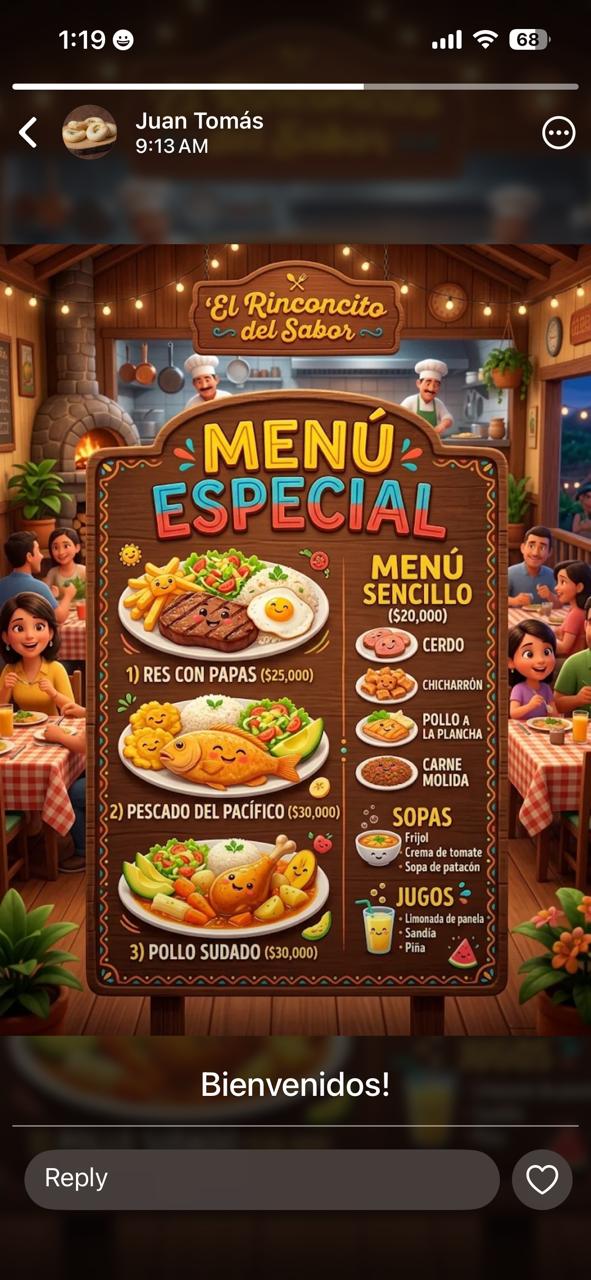 1:19
68
Juan Tomás
9:13 AM
El Rinconcito
del Sabor
MENÚ
ESPECIAL
1) RES CON PAPAS ($25,000)
2) PESCADO DEL PACÍFICO ($30,000)
3) POLLO SUDADO ($30,000)
MENÚ
SENCILLO
($20,000)
CERDO
CHICHARRÓN
POLLO A
LA PLANCHA
CARNE
MOLIDA
SOPAS
Frijol
• Crema de tomate
• Sopa de patacón
JUGOS
• Limonada de panela
• Sandía
• Piña
Bienvenidos!
Reply